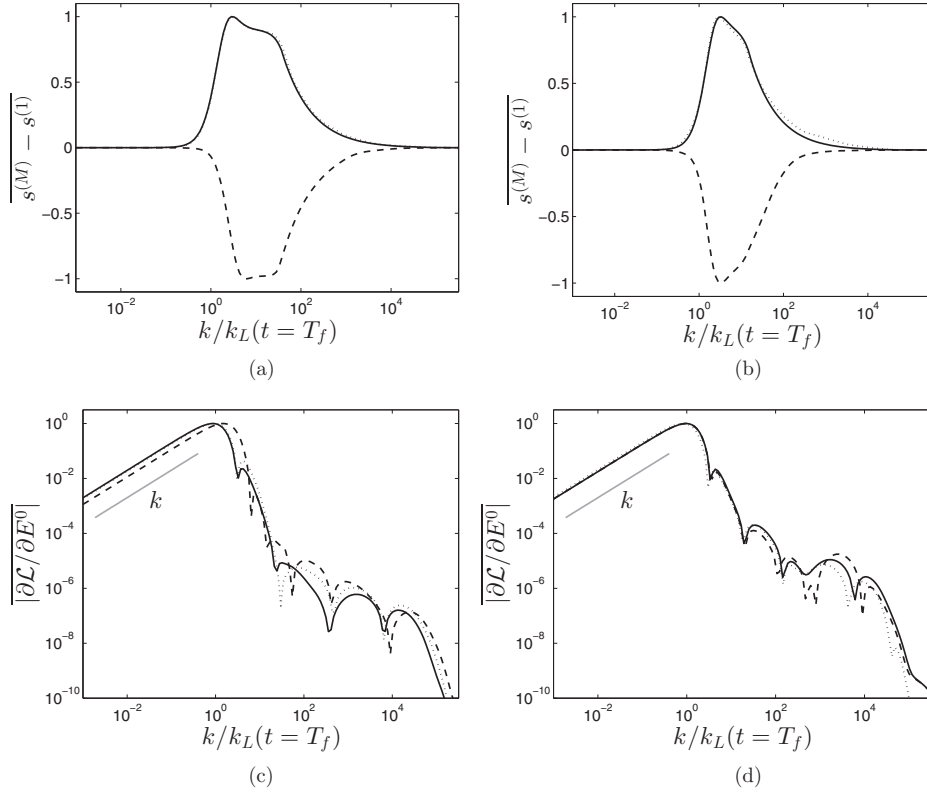 1
0.5
0
−0.5
−1
s^(M) − s^(1)
10^−2 10^0 10^2 10^4
k/k_L(t = T_f)
(a)
1
0.5
0
−0.5
−1
s^(M) − s^(1)
10^−2 10^0 10^2 10^4
k/k_L(t = T_f)
(b)
10^0
10^−2
10^−4
10^−6
10^−8
10^−10
|∂ℒ/∂E^0|
k
10^−2 10^0 10^2 10^4
k/k_L(t = T_f)
(c)
10^0
10^−2
10^−4
10^−6
10^−8
10^−10
|∂ℒ/∂E^0|
k
10^−2 10^0 10^2 10^4
k/k_L(t = T_f)
(d)